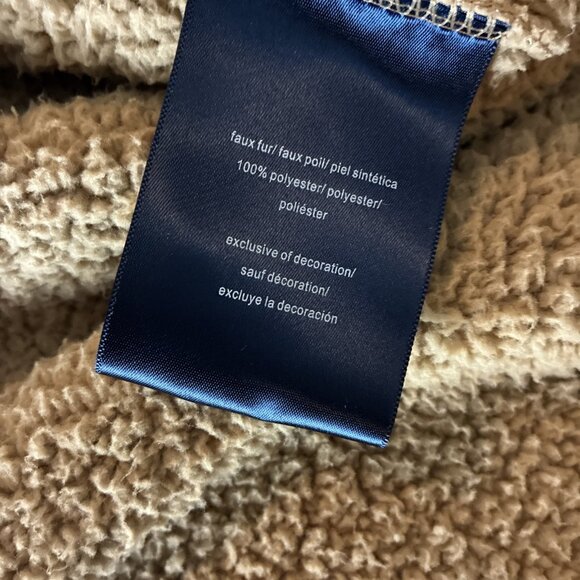 faux fur/ faux poil/ piel sintética
100% polyester/ polyester/
poliéster
exclusive of decoration/
sauf décoration/
excluye la decoración